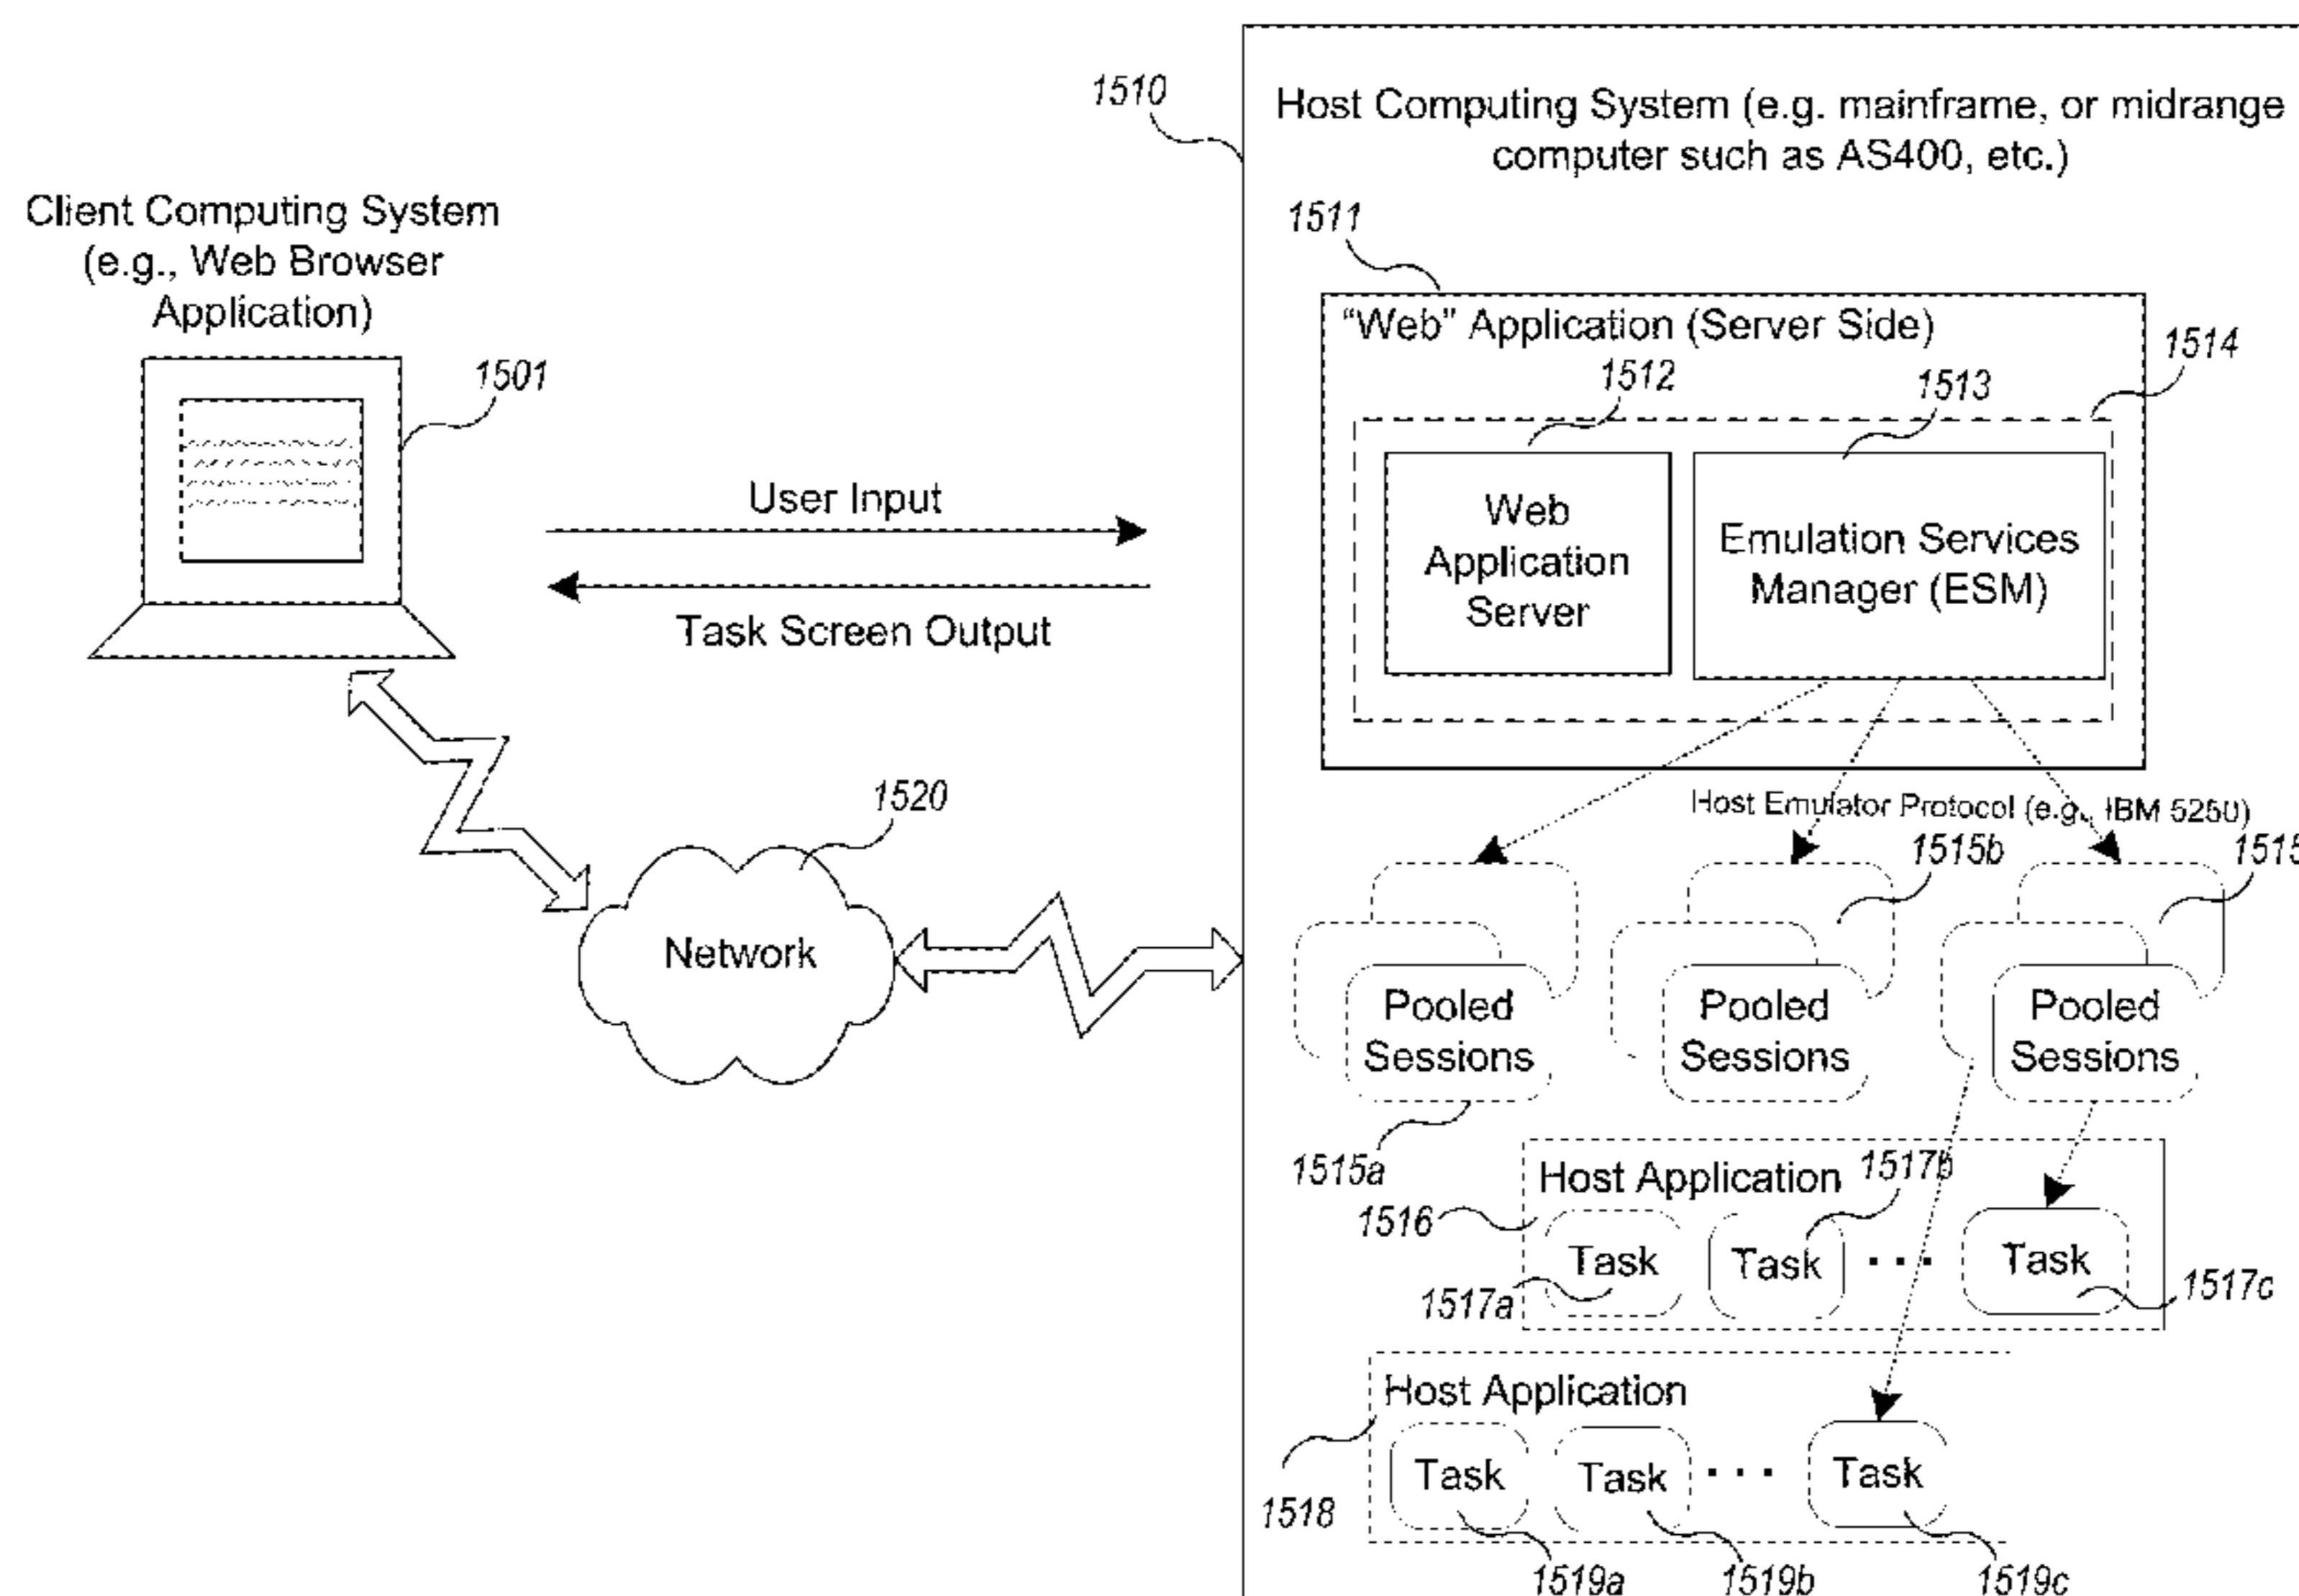 1510
Host Computing System (e.g. mainframe, or midrange
computer such as AS400, etc.)
Client Computing System
(e.g., Web Browser
Application)
1501
1511
"Web" Application (Server Side)
1514
1512
1513
Web
Application
Server
Emulation Services
Manager (ESM)
User Input
Task Screen Output
1520
Network
Host Emulator Protocol (e.g., IBM 5250)
1515b
1515
Pooled
Sessions
Pooled
Sessions
Pooled
Sessions
1515a
Host Application
1517b
1516
Task
Task
...
Task
1517a
1517c
Host Application
Task
Task
...
Task
1518
1519a
1519b
1519c